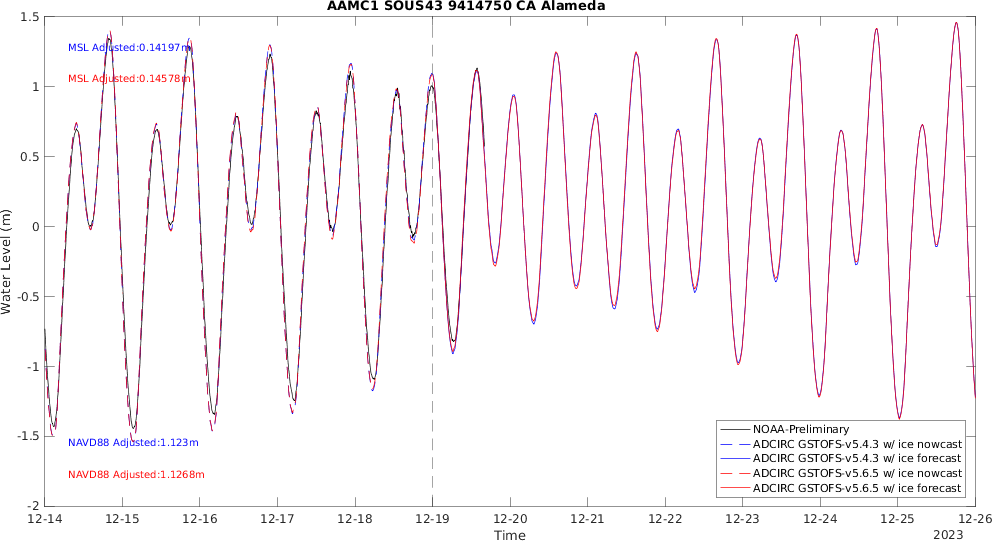 AAMC1 SOUS43 9414750 CA Alameda
1.5
1
0.5
0
-0.5
-1
-1.5
-2
Water Level (m)
MSL Adjusted:0.14197m
MSL Adjusted:0.14578m
NAVD88 Adjusted:1.123m
NAVD88 Adjusted:1.1268m
NOAA-Preliminary
ADCIRC GSTOFS-v5.4.3 w/ ice nowcast
ADCIRC GSTOFS-v5.4.3 w/ ice forecast
ADCIRC GSTOFS-v5.6.5 w/ ice nowcast
ADCIRC GSTOFS-v5.6.5 w/ ice forecast
12-14 12-15 12-16 12-17 12-18 12-19 12-20 12-21 12-22 12-23 12-24 12-25 12-26
Time
2023